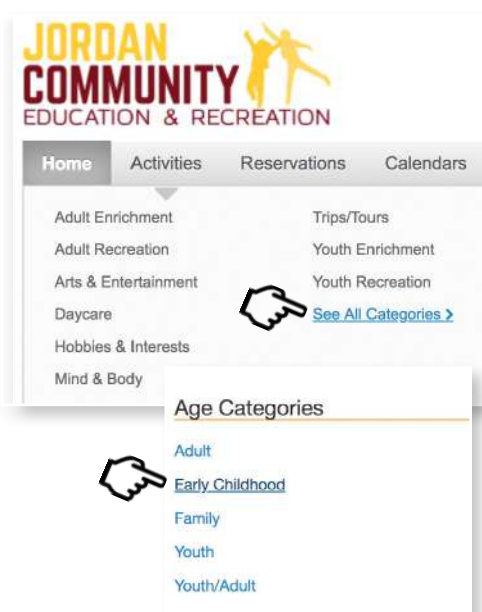 JORDAN
COMMUNITY
EDUCATION & RECREATION
Home Activities Reservations Calendars
Adult Enrichment Trips/Tours
Adult Recreation Youth Enrichment
Arts & Entertainment Youth Recreation
Daycare See All Categories >
Hobbies & Interests
Mind & Body
Age Categories
Adult
Early Childhood
Family
Youth
Youth/Adult